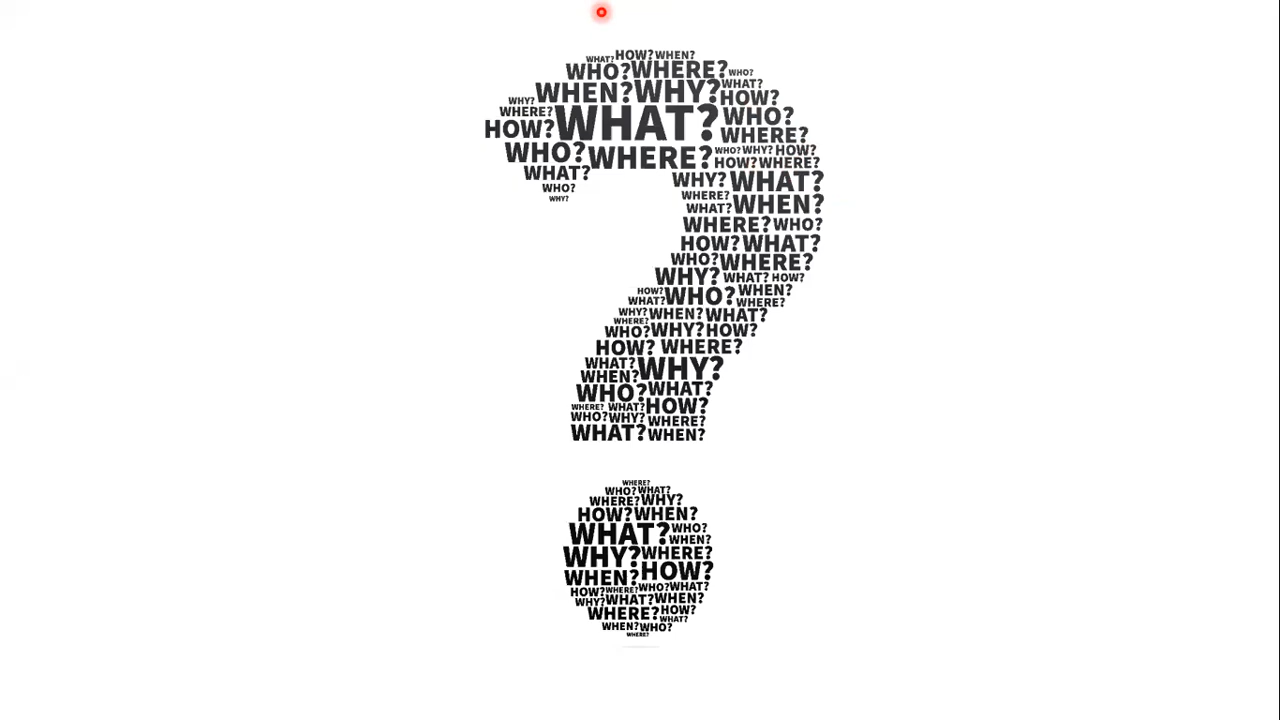 WHAT? HOW? WHEN?
WHO? WHERE? WHO?
WHEN? WHY? WHAT?
WHY? HOW?
WHERE? WHAT? WHO?
HOW? WHERE?
WHO? WHERE? WHO? WHY? HOW?
HOW? WHERE?
WHAT? WHY? WHAT?
WHO? WHERE?
WHY? WHAT? WHEN?
WHERE? WHO?
HOW? WHAT?
WHO? WHERE?
WHY? WHAT? HOW?
HOW? WHO? WHEN?
WHAT? WHERE?
WHY? WHEN? WHAT?
WHERE?
WHO? WHY? HOW?
HOW? WHERE?
WHAT? WHY?
WHEN?
WHO? WHAT?
WHERE? WHAT? HOW?
WHO? WHY? WHERE?
WHAT? WHEN?
WHERE?
WHO? WHAT?
WHERE? WHY?
HOW? WHEN?
WHAT? WHO?
WHEN?
WHY? WHERE?
WHEN? HOW?
HOW? WHERE? WHO? WHAT?
WHY? WHAT? WHEN?
WHERE? HOW?
WHAT?
WHEN? WHO?
WHERE?